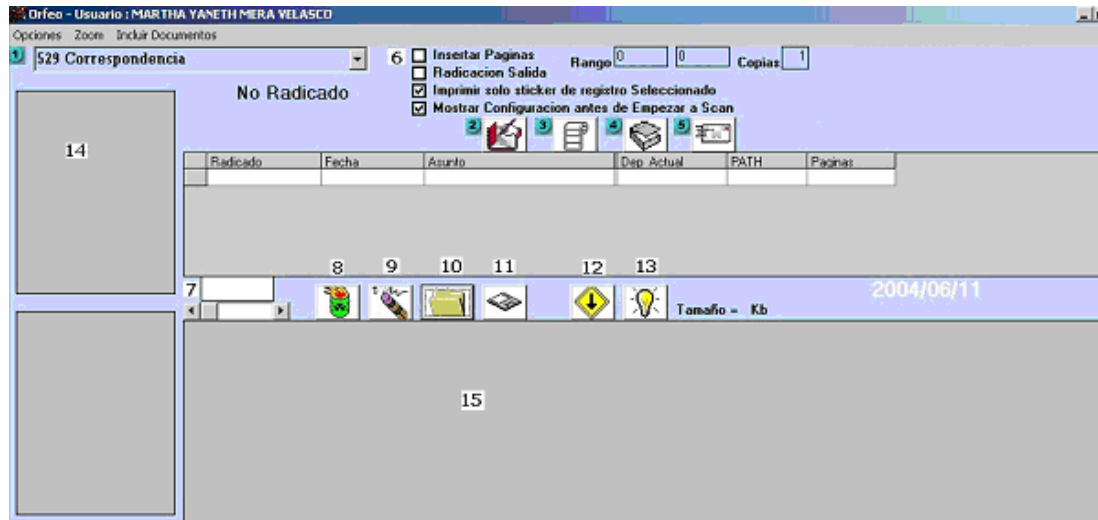 Orfeo - Usuario : MARTHA YANETH MERA VELASCO
Opciones Zoom Incluir Documentos
1 529 Correspondencia
6 Insertar Paginas Rango 0 0 Copias 1
Radicacion Salida
No Radicado
Imprimir solo sticker de registro Seleccionado
Mostrar Configuracion antes de Empezar a Scan
2 3 4 5
14
Radicado Fecha Asunto Dep Actual PATH Paginas
8 9 10 11 12 13
7
2004/06/11
Tamaño = Kb
15